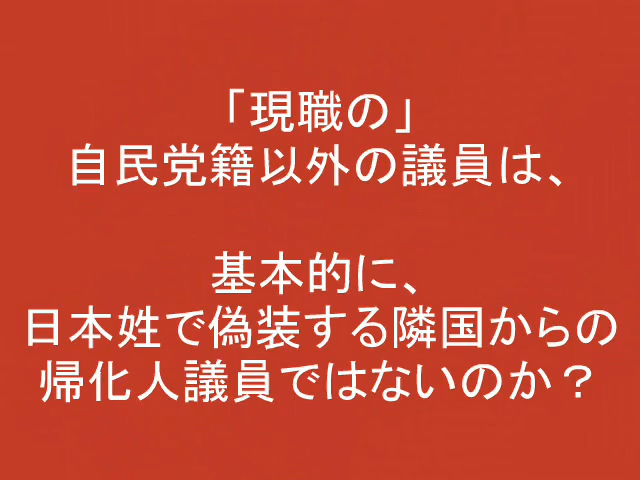 「現職の」
自民党籍以外の議員は、
基本的に、
日本姓で偽装する隣国からの
帰化人議員ではないのか？